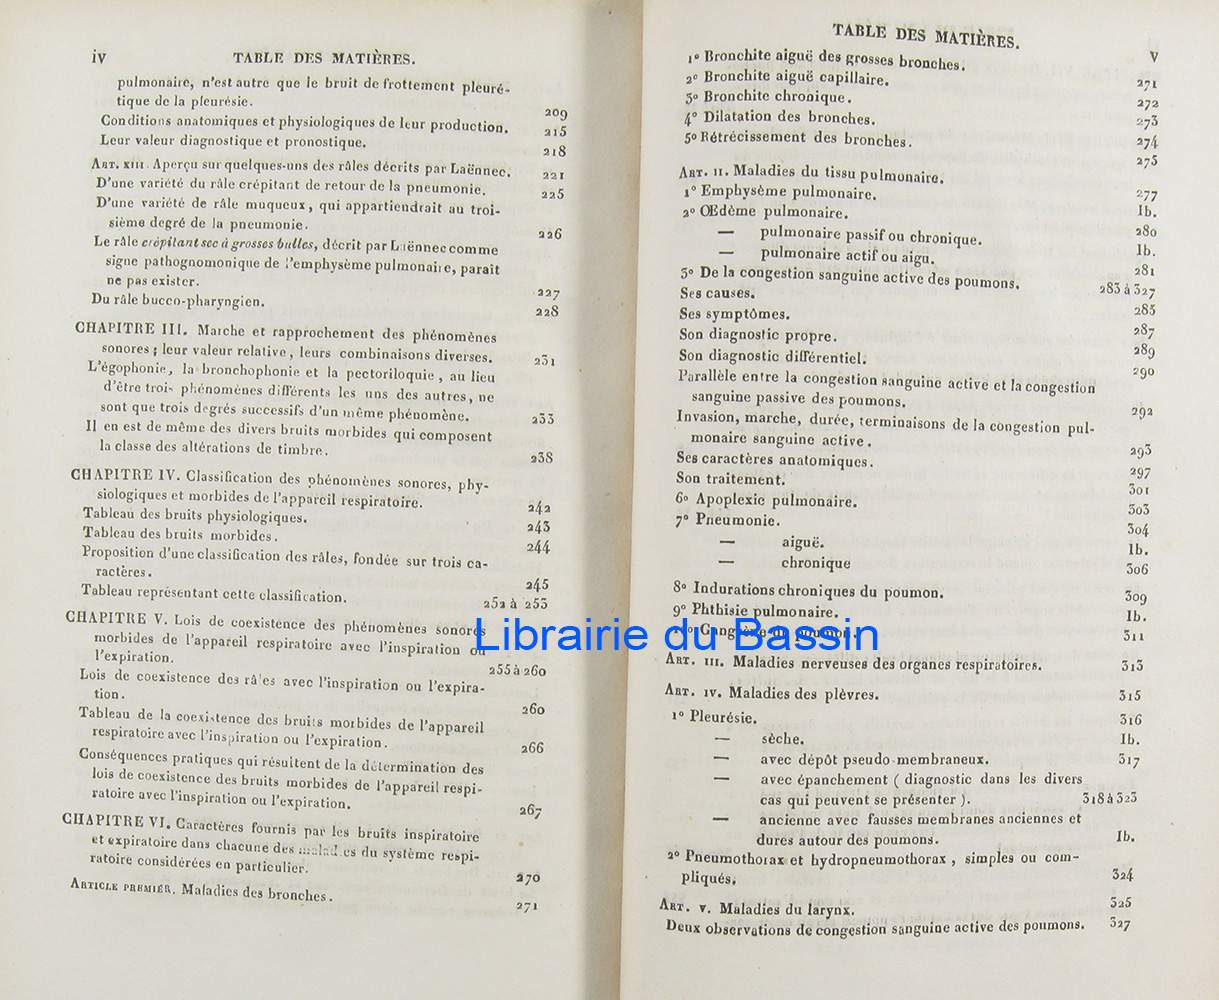 iv TABLE DES MATIÈRES.
pulmonaire, n'est autre que le bruit de frottement pleuré-
tique de la pleurésie. 209
Conditions anatomiques et physiologiques de leur production. 215
Leur valeur diagnostique et pronostique. 218
ART. XIII. Aperçu sur quelques-uns des râles décrits par Laënnec. 221
D'une variété du râle crépitant de retour de la pneumonie. 225
D'une variété de râle muqueux, qui appartiendrait au troi-
sième degré de la pneumonie. 226
Le râle crépitant sec à grosses bulles, décrit par Laënnec comme
signe pathognomonique de l'emphysème pulmonaire, paraît
ne pas exister. 227
Du râle bucco-pharyngien. 228
CHAPITRE III. Marche et rapprochement des phénomènes
sonores ; leur valeur relative, leurs combinaisons diverses. 231
L'égophonie, la bronchophonie et la pectoriloquie, au lieu
d'être trois phénomènes différents les uns des autres, ne
sont que trois degrés successifs d'un même phénomène. 233
Il en est de même des divers bruits morbides qui composent
la classe des altérations de timbre. 238
CHAPITRE IV. Classification des phénomènes sonores, phy-
siologiques et morbides de l'appareil respiratoire. 242
Tableau des bruits physiologiques. 243
Tableau des bruits morbides. 244
Proposition d'une classification des râles, fondée sur trois ca-
ractères. 245
Tableau représentant cette classification. 252 à 253
CHAPITRE V. Lois de coexistence des phénomènes sonores
morbides de l'appareil respiratoire avec l'inspiration ou
l'expiration. 255 à 260
Lois de coexistence des râles avec l'inspiration ou l'expira-
tion. 260
Tableau de la coexistence des bruits morbides de l'appareil
respiratoire avec l'inspiration ou l'expiration. 266
Conséquences pratiques qui résultent de la détermination des
lois de coexistence des bruits morbides de l'appareil respi-
ratoire avec l'inspiration ou l'expiration. 267
CHAPITRE VI. Caractères fournis par les bruits inspiratoire
et expiratoire dans chacune des maladies du système respi-
ratoire considérées en particulier. 270
ARTICLE PREMIER. Maladies des bronches. 271
TABLE DES MATIÈRES. V
1° Bronchite aiguë des grosses bronches. 271
2° Bronchite aiguë capillaire. 272
3° Bronchite chronique. 273
4° Dilatation des bronches. 274
5° Rétrécissement des bronches. 275
ART. II. Maladies du tissu pulmonaire. 277
1° Emphysème pulmonaire. Ib.
2° Œdème pulmonaire. 280
— pulmonaire passif ou chronique. Ib.
— pulmonaire actif ou aigu. 281
3° De la congestion sanguine active des poumons. 283 à 327
Ses causes. 285
Ses symptômes. 287
Son diagnostic propre. 289
Son diagnostic différentiel. 290
Parallèle entre la congestion sanguine active et la congestion
sanguine passive des poumons. 292
Invasion, marche, durée, terminaisons de la congestion pul-
monaire sanguine active. 293
Ses caractères anatomiques. 297
Son traitement. 301
6° Apoplexie pulmonaire. 303
7° Pneumonie. 304
— aiguë. Ib.
— chronique 306
8° Indurations chroniques du poumon. 309
9° Phthisie pulmonaire. Ib.
10° Gangrène du poumon. 311
Librairie du Bassin
ART. III. Maladies nerveuses des organes respiratoires. 313
ART. IV. Maladies des plèvres. 315
1° Pleurésie. 316
— sèche. Ib.
— avec dépôt pseudo-membraneux. 317
— avec épanchement ( diagnostic dans les divers
cas qui peuvent se présenter ). 318 à 323
— ancienne avec fausses membranes anciennes et
dures autour des poumons. Ib.
2° Pneumothorax et hydropneumothorax, simples ou com-
pliqués. 324
ART. V. Maladies du larynx. 325
Deux observations de congestion sanguine active des poumons. 327